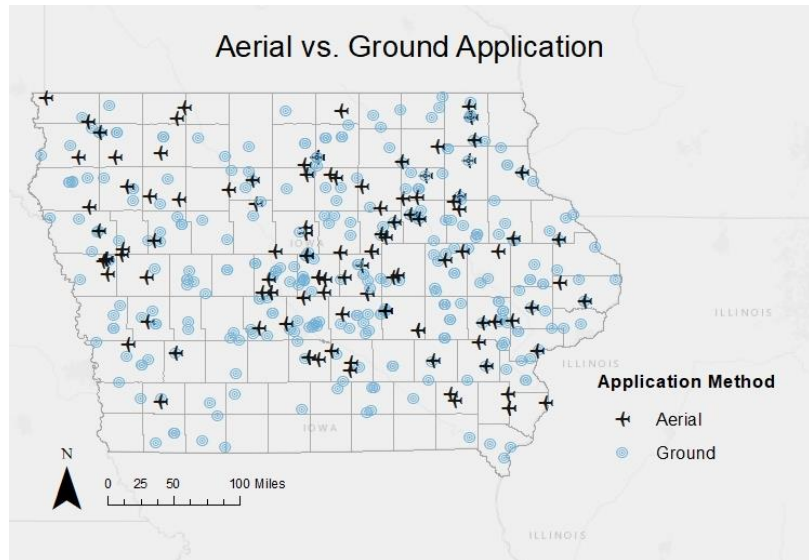 Aerial vs. Ground Application
IOWA
ILLINOIS
ILLINOIS
IOWA
Application Method
Aerial
Ground
N
0 25 50 100 Miles
ILLINOIS